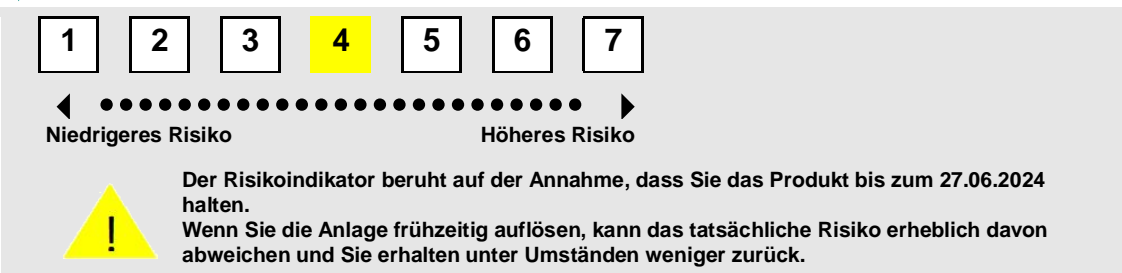 1 2 3 4 5 6 7
Niedrigeres Risiko Höheres Risiko
!
Der Risikoindikator beruht auf der Annahme, dass Sie das Produkt bis zum 27.06.2024
halten.
Wenn Sie die Anlage frühzeitig auflösen, kann das tatsächliche Risiko erheblich davon
abweichen und Sie erhalten unter Umständen weniger zurück.